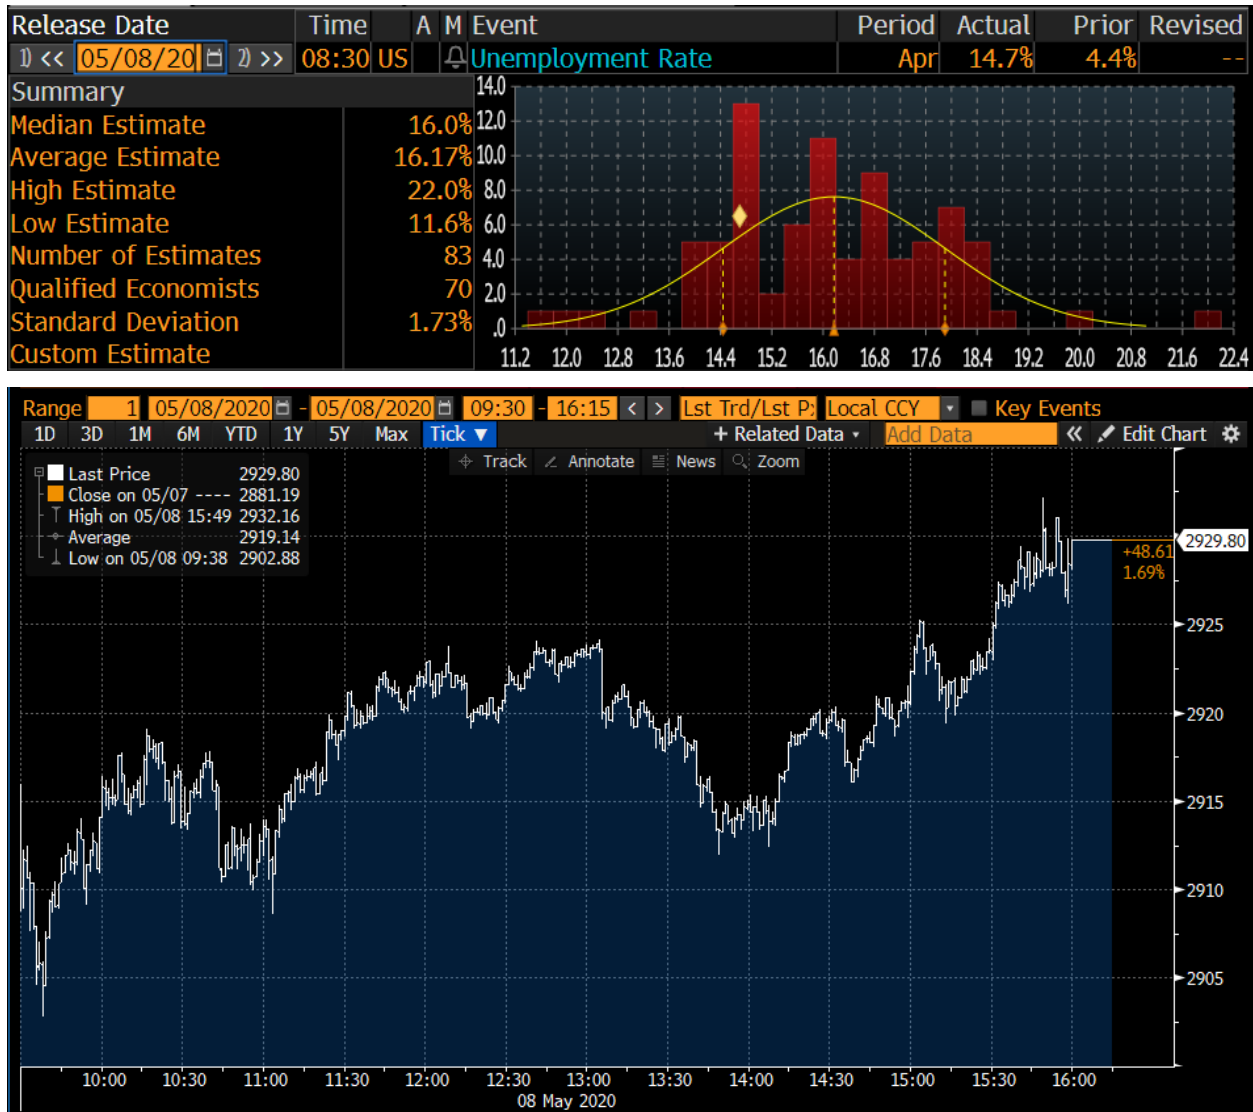 Release Date Time A M Event Period Actual Prior Revised
1) << 05/08/20 2) >> 08:30 US Unemployment Rate Apr 14.7% 4.4% --
Summary
Median Estimate 16.0%
Average Estimate 16.17%
High Estimate 22.0%
Low Estimate 11.6%
Number of Estimates 83
Qualified Economists 70
Standard Deviation 1.73%
Custom Estimate
14.0
12.0
10.0
8.0
6.0
4.0
2.0
.0
11.2 12.0 12.8 13.6 14.4 15.2 16.0 16.8 17.6 18.4 19.2 20.0 20.8 21.6 22.4
Range 1 05/08/2020 - 05/08/2020 09:30 - 16:15 < > Lst Trd/Lst P: Local CCY Key Events
1D 3D 1M 6M YTD 1Y 5Y Max Tick ▼ + Related Data Add Data « Edit Chart
Track Annotate News Zoom
Last Price 2929.80
Close on 05/07 ---- 2881.19
High on 05/08 15:49 2932.16
Average 2919.14
Low on 05/08 09:38 2902.88
2929.80
+48.61
1.69%
2925
2920
2915
2910
2905
10:00 10:30 11:00 11:30 12:00 12:30 13:00 13:30 14:00 14:30 15:00 15:30 16:00
08 May 2020